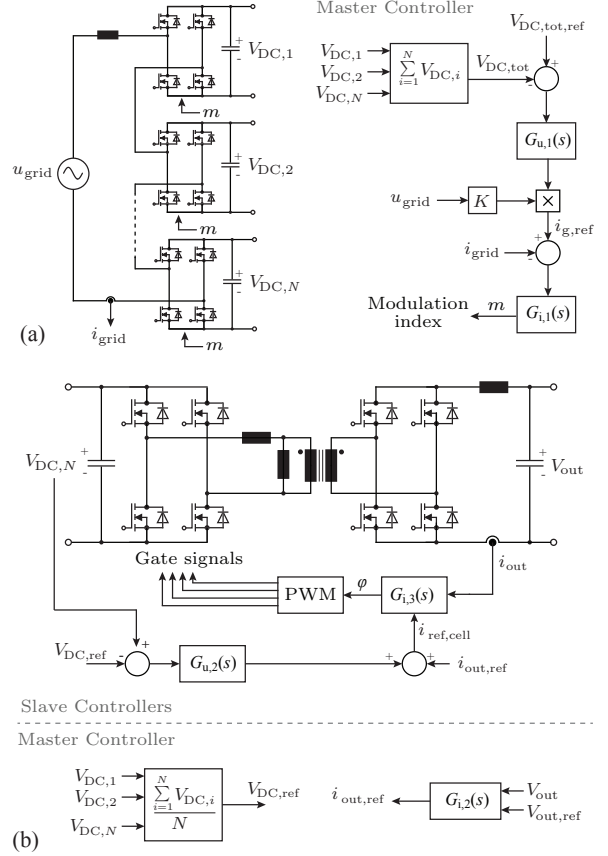 Master Controller
V_DC,tot,ref
V_DC,1
V_DC,2
V_DC,N
N
∑ V_DC,i
i=1
V_DC,tot
+
-
G_u,1(s)
u_grid
K
×
i_g,ref
i_grid
+
-
G_i,1(s)
m
Modulation
index
+
-
V_DC,1
m
+
-
V_DC,2
m
u_grid
+
-
V_DC,N
m
i_grid
(a)
V_DC,N
+
-
+
-
V_out
i_out
Gate signals
PWM
φ
G_i,3(s)
i_ref,cell
V_DC,ref
-
+
G_u,2(s)
+
+
i_out,ref
Slave Controllers
Master Controller
V_DC,1
V_DC,2
V_DC,N
N
∑ V_DC,i
i=1
N
V_DC,ref
i_out,ref
G_i,2(s)
V_out
V_out,ref
(b)